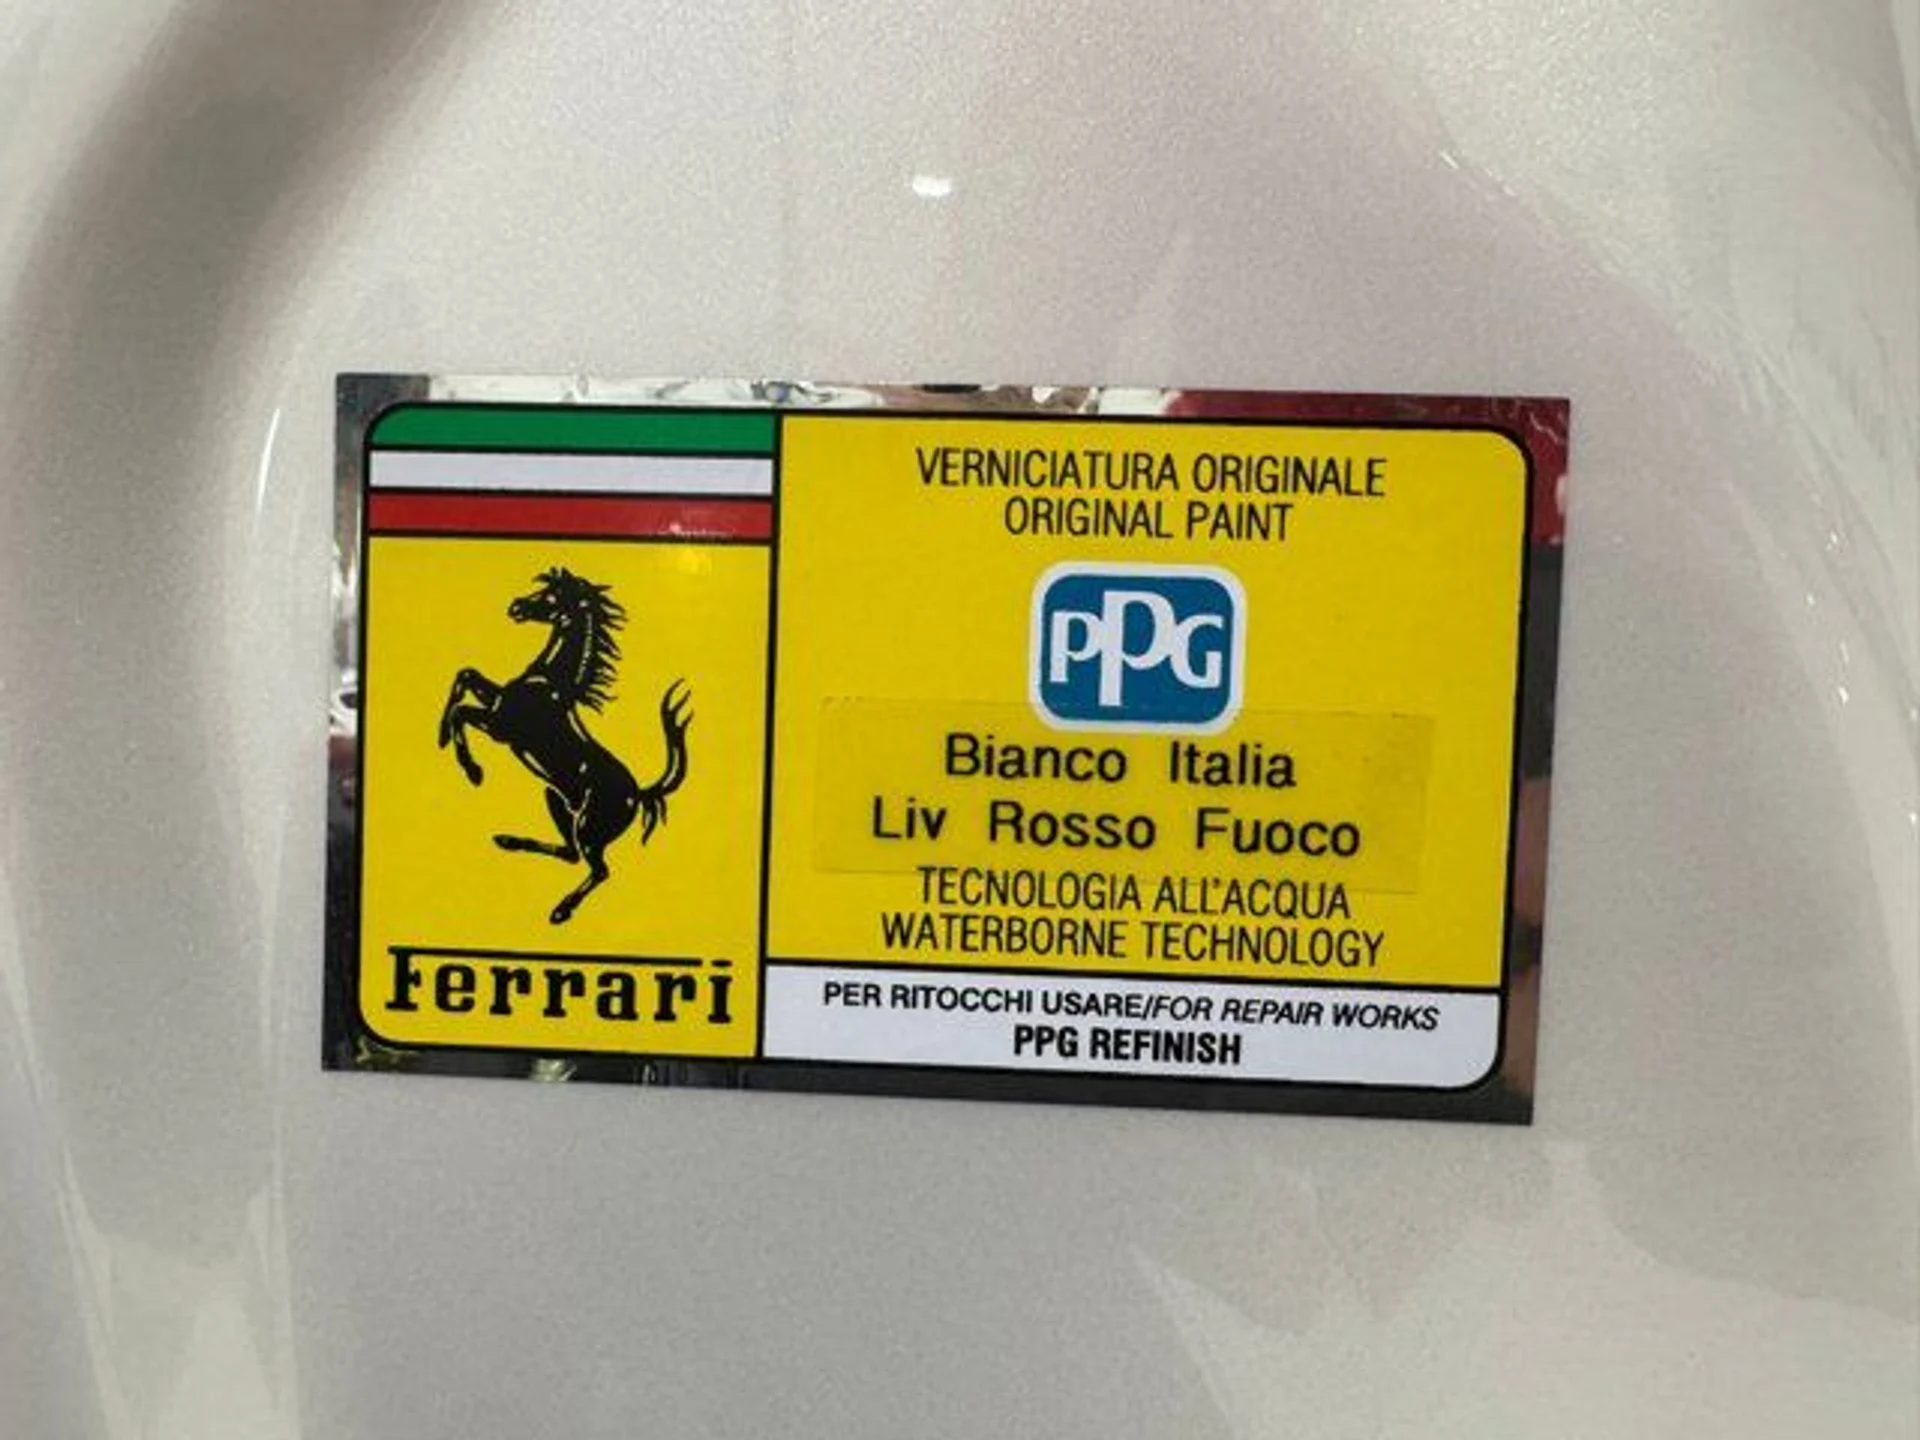 Ferrari
VERNICIATURA ORIGINALE
ORIGINAL PAINT
PPG
Bianco Italia
Liv Rosso Fuoco
TECNOLOGIA ALL'ACQUA
WATERBORNE TECHNOLOGY
PER RITOCCHI USARE/FOR REPAIR WORKS
PPG REFINISH